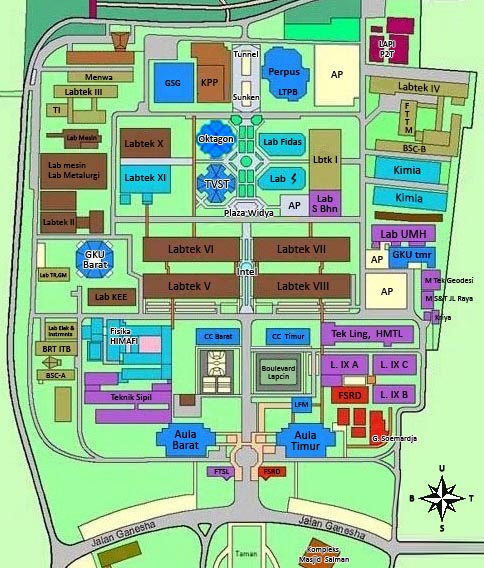 LAPI
P2T
Menwa
Labtek III
TI
Lab Mesin
Lab mesin
Lab Metalurgi
Labtek II
GSG
KPP
Tunnel
Sunken
Perpus
LTPB
AP
Labtek IV
F
T
T
M
BSC-B
Labtek X
Oktagon
Lab Fidas
Lbtk I
Kimia
Labtek XI
TVST
Lab
Lab
S Bhn
Kimia
Plaza Widya
AP
Lab UMH
GKU
Barat
Labtek VI
Labtek VII
AP
GKU tmr
Lab TR,GM
Intel
M Tek Geodesi
Lab KEE
Labtek V
Labtek VIII
AP
M S&T JL Raya
Kriya
Lab Elek &
Instrmnts
BRT ITB
BSC-A
Fisika
HIMAFI
CC Barat
CC Timur
Tek Ling, HMTL
Boulevard
Lapcin
L. IX A
L. IX C
Teknik Sipil
LFM
FSRD
L. IX B
Aula
Barat
Aula
Timur
G. Soemardja
FTSL
FSRD
U
B
T
S
Jalan Ganesha
Jalan Ganesha
Taman
Kompleks
Masjid Salman